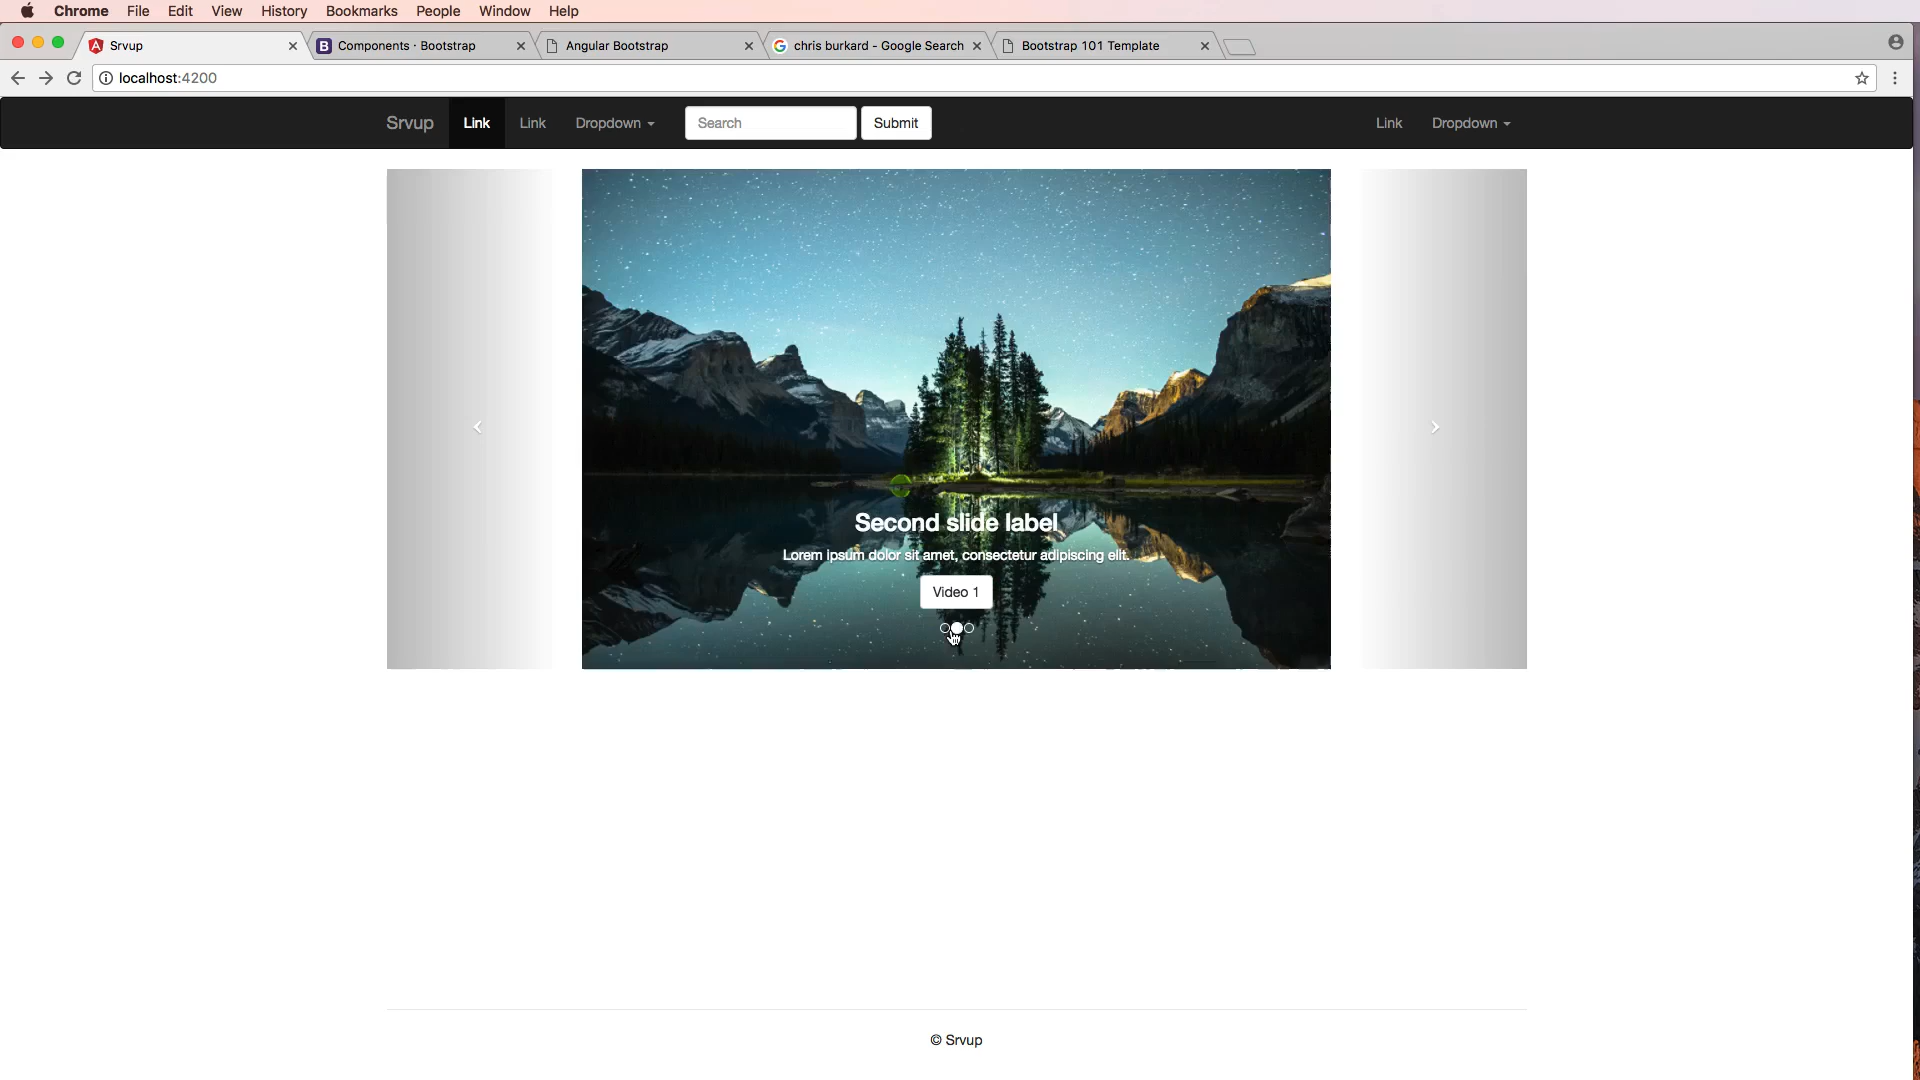 Chrome File Edit View History Bookmarks People Window Help
Srvup Components · Bootstrap Angular Bootstrap chris burkard - Google Search Bootstrap 101 Template
localhost:4200
Srvup Link Link Dropdown Search Submit Link Dropdown
Second slide label
Lorem ipsum dolor sit amet, consectetur adipiscing elit.
Video 1
© Srvup